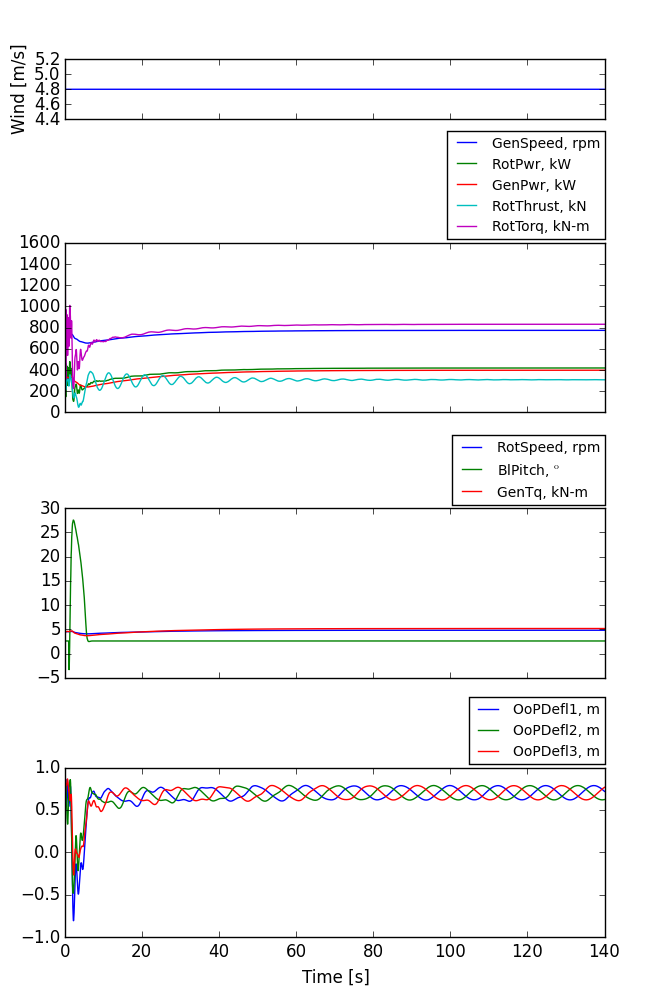 Wind [m/s]
5.2
5.0
4.8
4.6
4.4
GenSpeed, rpm
RotPwr, kW
GenPwr, kW
RotThrust, kN
RotTorq, kN-m
1600
1400
1200
1000
800
600
400
200
0
RotSpeed, rpm
BlPitch, °
GenTq, kN-m
30
25
20
15
10
5
0
−5
OoPDefl1, m
OoPDefl2, m
OoPDefl3, m
1.0
0.5
0.0
−0.5
−1.0
0 20 40 60 80 100 120 140
Time [s]